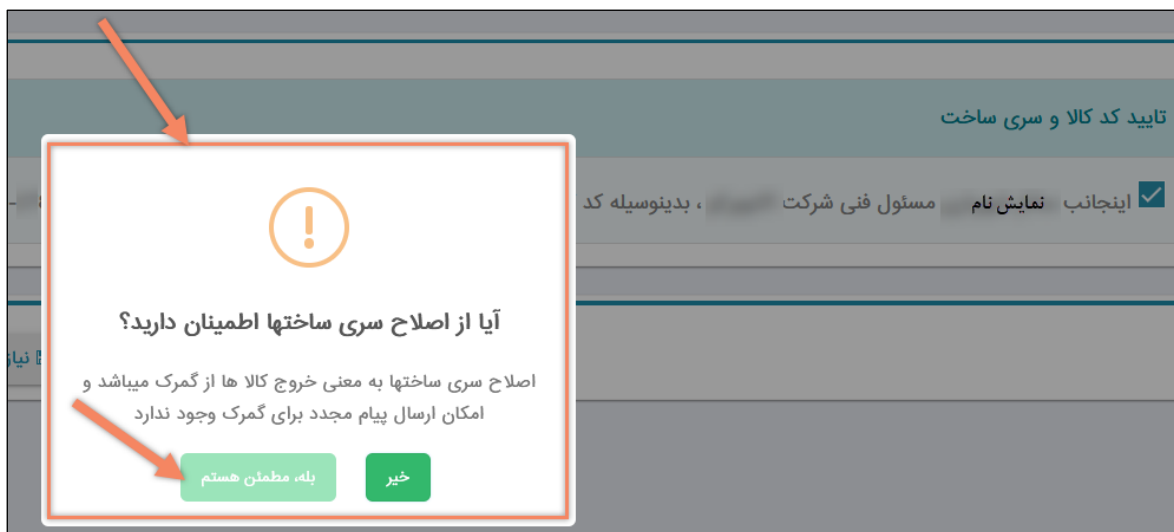 تایید کد کالا و سری ساخت
اینجانب نمایش نام مسئول فنی شرکت ، بدینوسیله کد
آیا از اصلاح سری ساختها اطمینان دارید؟
اصلاح سری ساختها به معنی خروج کالا ها از گمرک میباشد و
امکان ارسال پیام مجدد برای گمرک وجود ندارد
خیر
بله، مطمئن هستم